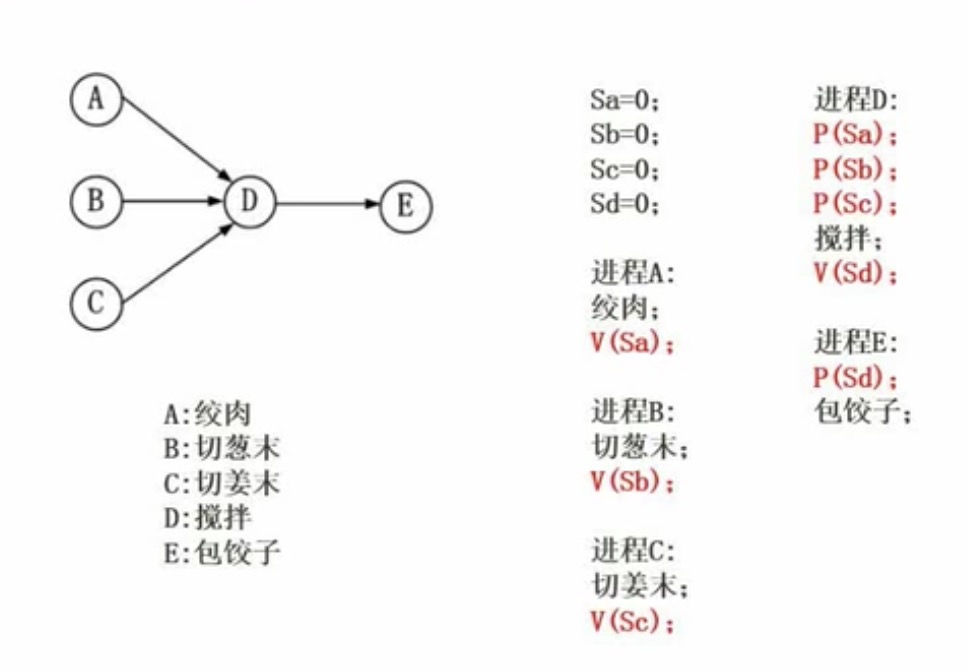 A
B
C
D
E
A:绞肉
B:切葱末
C:切姜末
D:搅拌
E:包饺子
Sa=0;
Sb=0;
Sc=0;
Sd=0;
进程A:
绞肉;
V(Sa);
进程B:
切葱末;
V(Sb);
进程C:
切姜末;
V(Sc);
进程D:
P(Sa);
P(Sb);
P(Sc);
搅拌;
V(Sd);
进程E:
P(Sd);
包饺子;